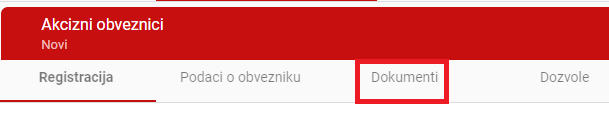 Akcizni obveznici
Novi
Registracija Podaci o obvezniku Dokumenti Dozvole